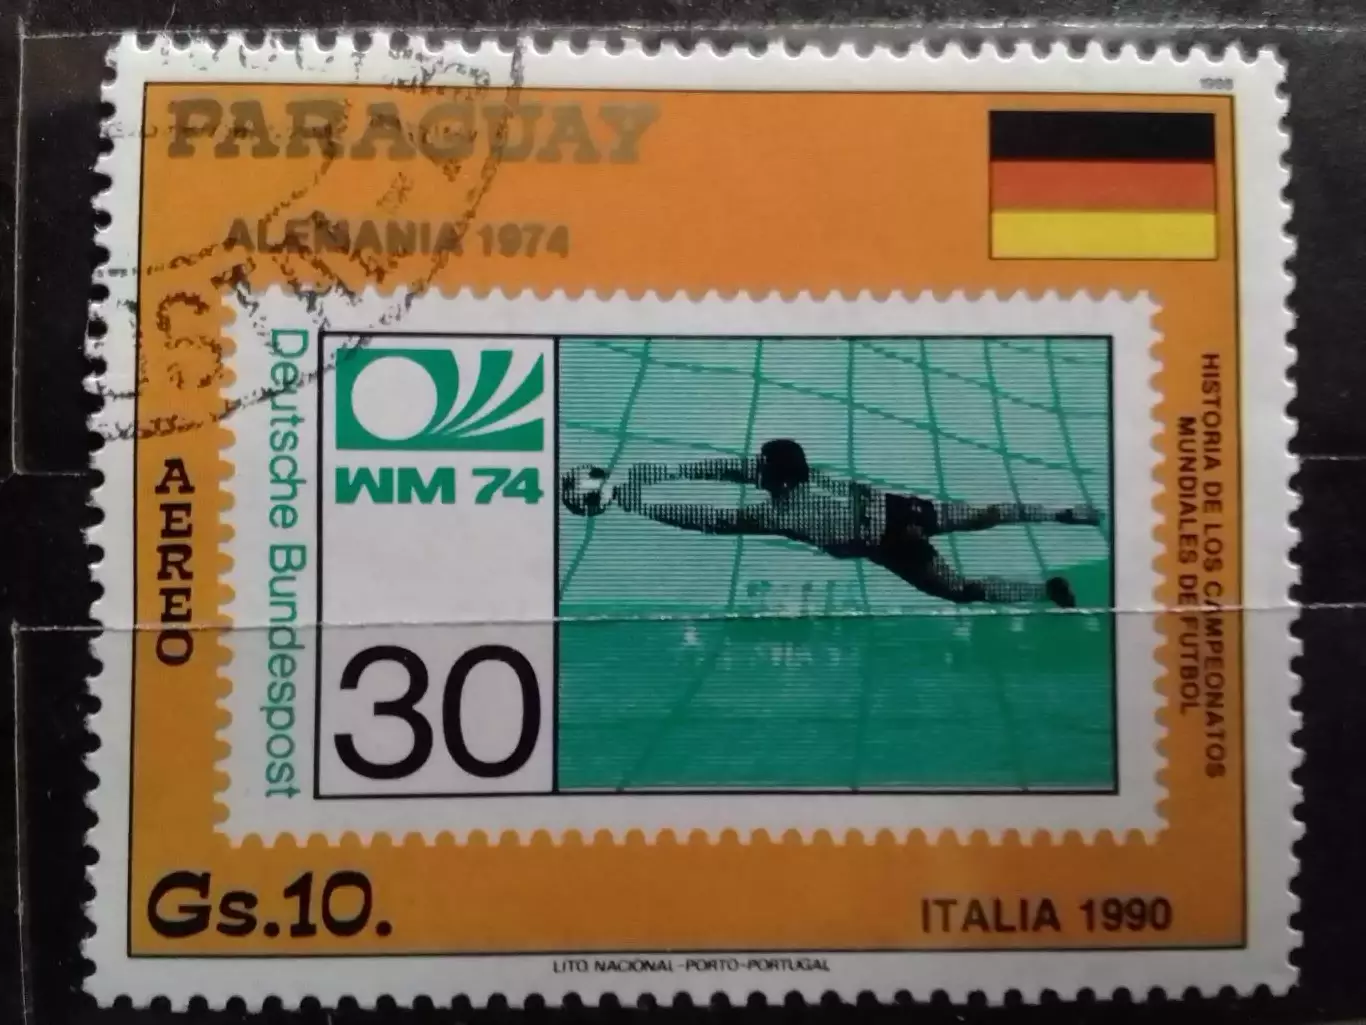 1988
PARAGUAY
ALEMANIA 1974
Deutsche Bundespost
WM 74
30
AEREO
HISTORIA DE LOS CAMPEONATOS
MUNDIALES DE FUTBOL
Gs.10.
ITALIA 1990
LITO NACIONAL-PORTO-PORTUGAL